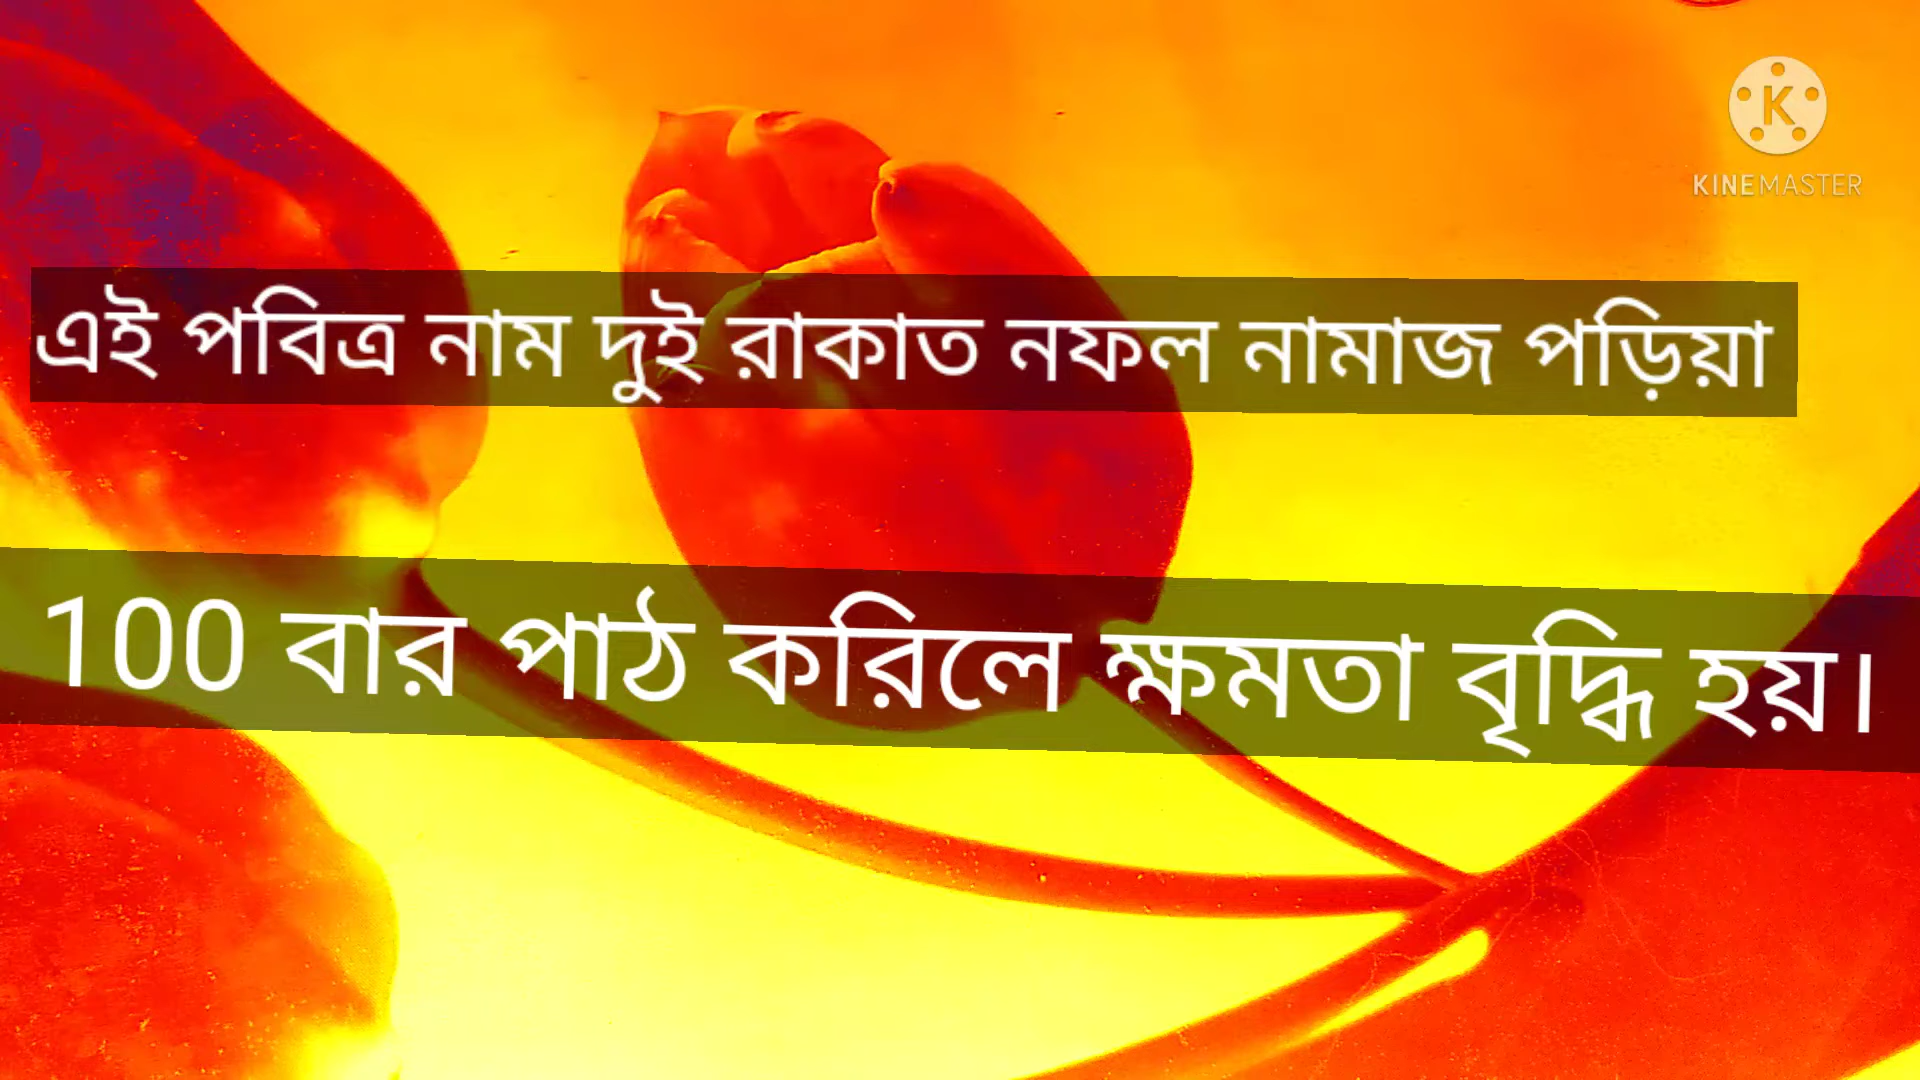 KINEMASTER
এই পবিত্র নাম দুই রাকাত নফল নামাজ পড়িয়া
100 বার পাঠ করিলে ক্ষমতা বৃদ্ধি হয়।